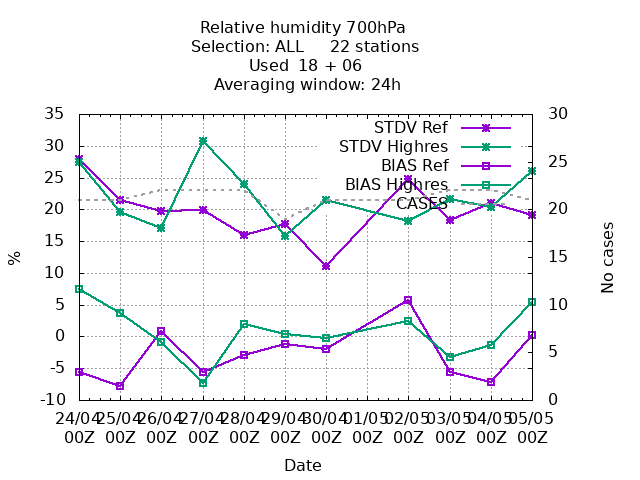 Relative humidity 700hPa
Selection: ALL     22 stations
Used  18 + 06
Averaging window: 24h
STDV Ref
STDV Highres
BIAS Ref
BIAS Highres
CASES
%
35
30
25
20
15
10
5
0
-5
-10
No cases
30
25
20
15
10
5
0
24/04 25/04 26/04 27/04 28/04 29/04 30/04 01/05 02/05 03/05 04/05 05/05
00Z 00Z 00Z 00Z 00Z 00Z 00Z 00Z 00Z 00Z 00Z 00Z
Date